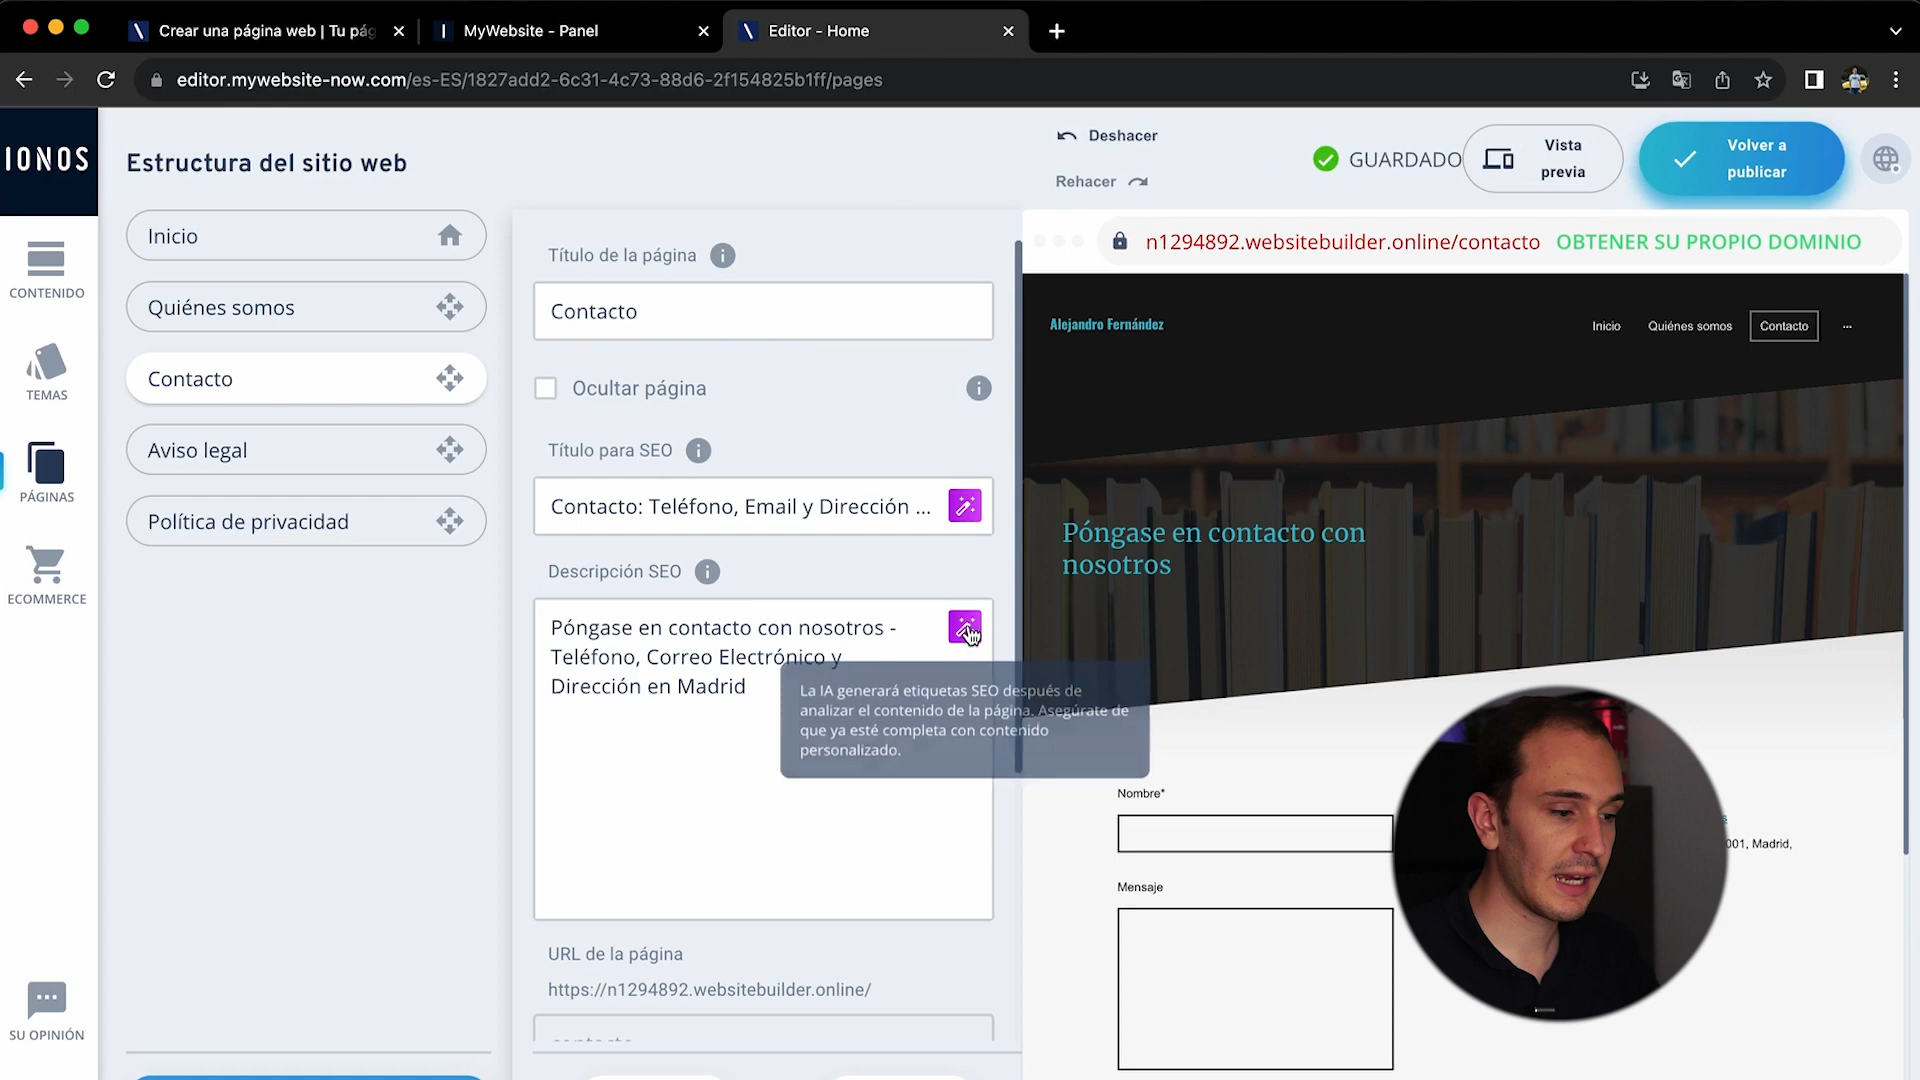 Crear una página web | Tu pág
MyWebsite - Panel
Editor - Home
editor.mywebsite-now.com/es-ES/1827add2-6c31-4c73-88d6-2f154825b1ff/pages
IONOS
Estructura del sitio web
Deshacer
Rehacer
GUARDADO
Vista
previa
Volver a
publicar
CONTENIDO
TEMAS
PÁGINAS
ECOMMERCE
SU OPINIÓN
Inicio
Quiénes somos
Contacto
Aviso legal
Política de privacidad
Título de la página
Contacto
Ocultar página
Título para SEO
Contacto: Teléfono, Email y Dirección ...
Descripción SEO
Póngase en contacto con nosotros -
Teléfono, Correo Electrónico y
Dirección en Madrid
La IA generará etiquetas SEO después de
analizar el contenido de la página. Asegúrate de
que ya esté completa con contenido
personalizado.
URL de la página
https://n1294892.websitebuilder.online/
n1294892.websitebuilder.online/contacto OBTENER SU PROPIO DOMINIO
Alejandro Fernández
Inicio
Quiénes somos
Contacto
...
Póngase en contacto con
nosotros
Nombre*
Mensaje
001, Madrid,